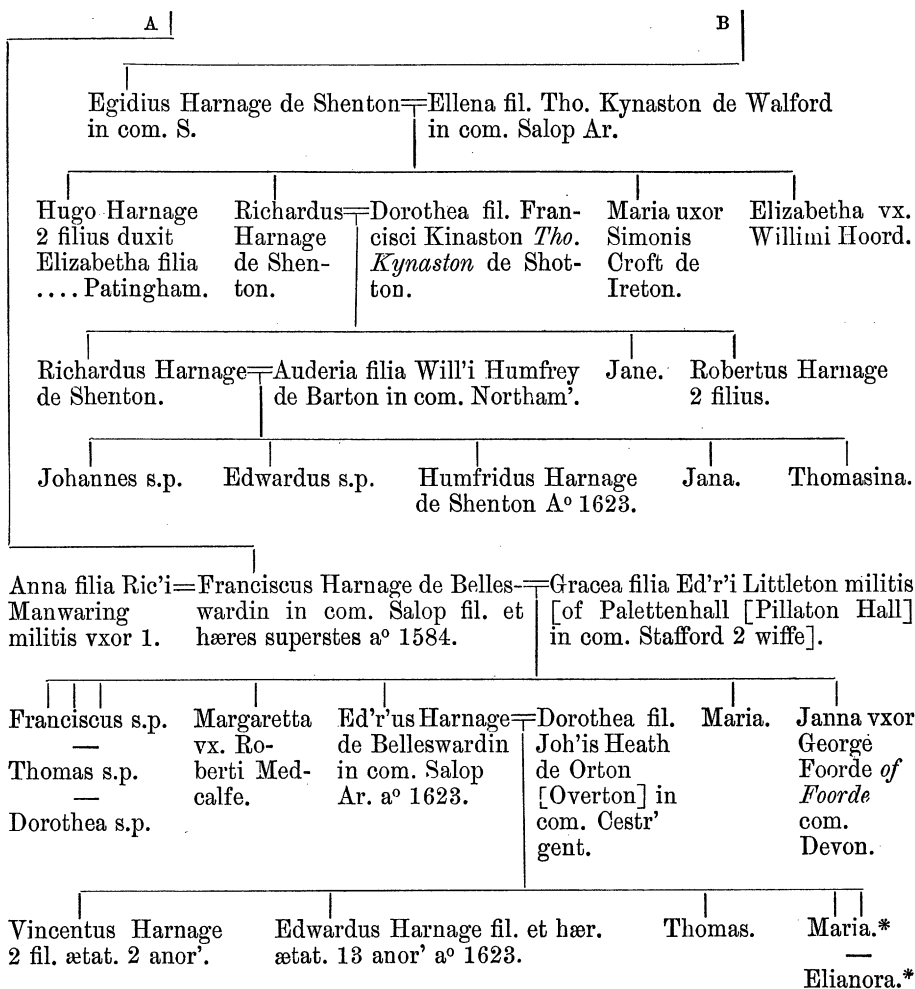 A B
Egidius Harnage de Shenton=Ellena fil. Tho. Kynaston de Walford
in com. S. in com. Salop Ar.
Hugo Harnage
2 filius duxit
Elizabetha filia
.... Patingham.
Richardus=Dorothea fil. Fran-
Harnage cisci Kinaston Tho.
de Shen- Kynaston de Shot-
ton. ton.
Maria uxor
Simonis
Croft de
Ireton.
Elizabetha vx.
Willimi Hoord.
Richardus Harnage=Auderia filia Will'i Humfrey
de Shenton. de Barton in com. Northam'.
Jane.
Robertus Harnage
2 filius.
Johannes s.p.
Edwardus s.p.
Humfridus Harnage
de Shenton Aº 1623.
Jana.
Thomasina.
Anna filia Ric'i=Franciscus Harnage de Belles-=Gracea filia Ed'r'i Littleton militis
Manwaring wardin in com. Salop fil. et [of Palettenhall [Pillaton Hall]
militis vxor 1. hæres superstes aº 1584. in com. Stafford 2 wiffe].
Franciscus s.p.
—
Thomas s.p.
—
Dorothea s.p.
Margaretta
vx. Ro-
berti Med-
calfe.
Ed'r'us Harnage=Dorothea fil.
de Belleswardin Joh'is Heath
in com. Salop de Orton
Ar. aº 1623. [Overton] in
com. Cestr'
gent.
Maria.
Janna vxor
George
Foorde of
Foorde
com.
Devon.
Vincentus Harnage
2 fil. ætat. 2 anor'.
Edwardus Harnage fil. et hær.
ætat. 13 anor' aº 1623.
Thomas.
Maria.*
—
Elianora.*